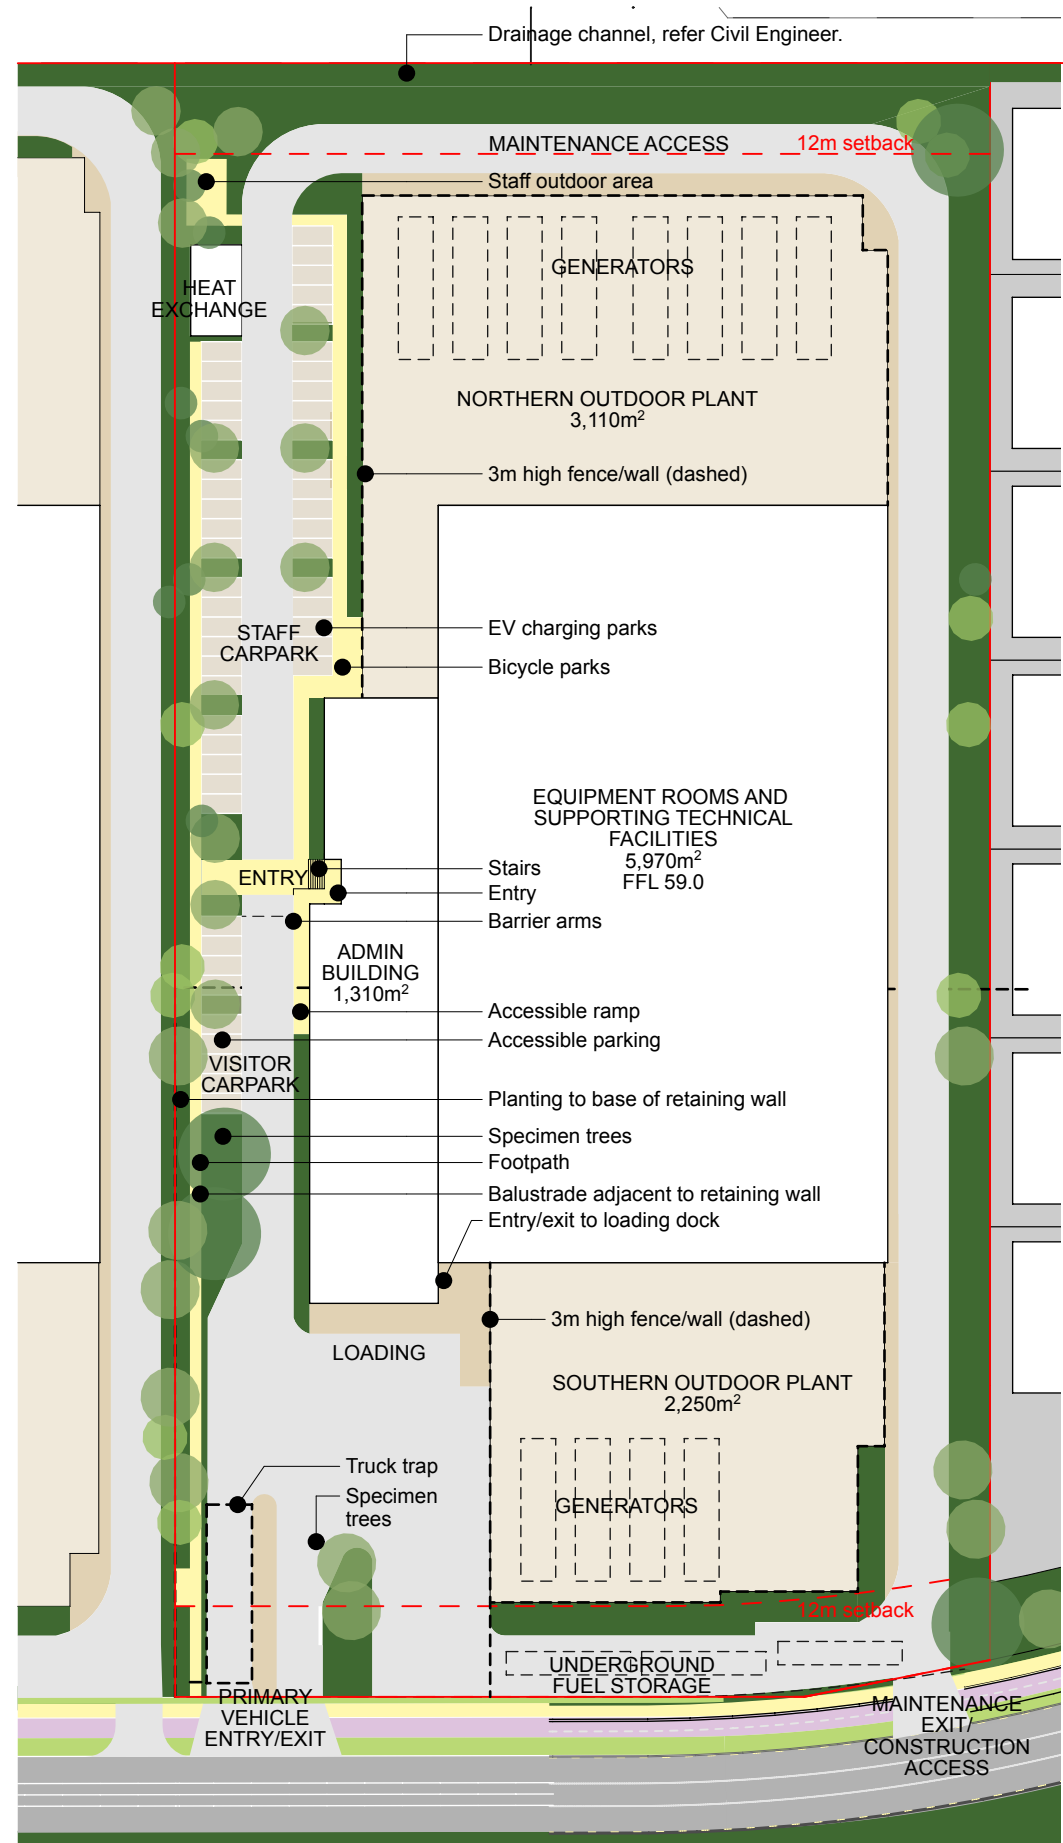 Drainage channel, refer Civil Engineer.
MAINTENANCE ACCESS
12m setback
Staff outdoor area
GENERATORS
HEAT
EXCHANGE
NORTHERN OUTDOOR PLANT
3,110m²
3m high fence/wall (dashed)
EV charging parks
STAFF
CARPARK
Bicycle parks
EQUIPMENT ROOMS AND
SUPPORTING TECHNICAL
FACILITIES
5,970m²
FFL 59.0
Stairs
ENTRY
Entry
Barrier arms
ADMIN
BUILDING
1,310m²
Accessible ramp
Accessible parking
VISITOR
CARPARK
Planting to base of retaining wall
Specimen trees
Footpath
Balustrade adjacent to retaining wall
Entry/exit to loading dock
3m high fence/wall (dashed)
LOADING
SOUTHERN OUTDOOR PLANT
2,250m²
Truck trap
Specimen
trees
GENERATORS
12m setback
UNDERGROUND
FUEL STORAGE
PRIMARY
VEHICLE
ENTRY/EXIT
MAINTENANCE
EXIT/
CONSTRUCTION
ACCESS